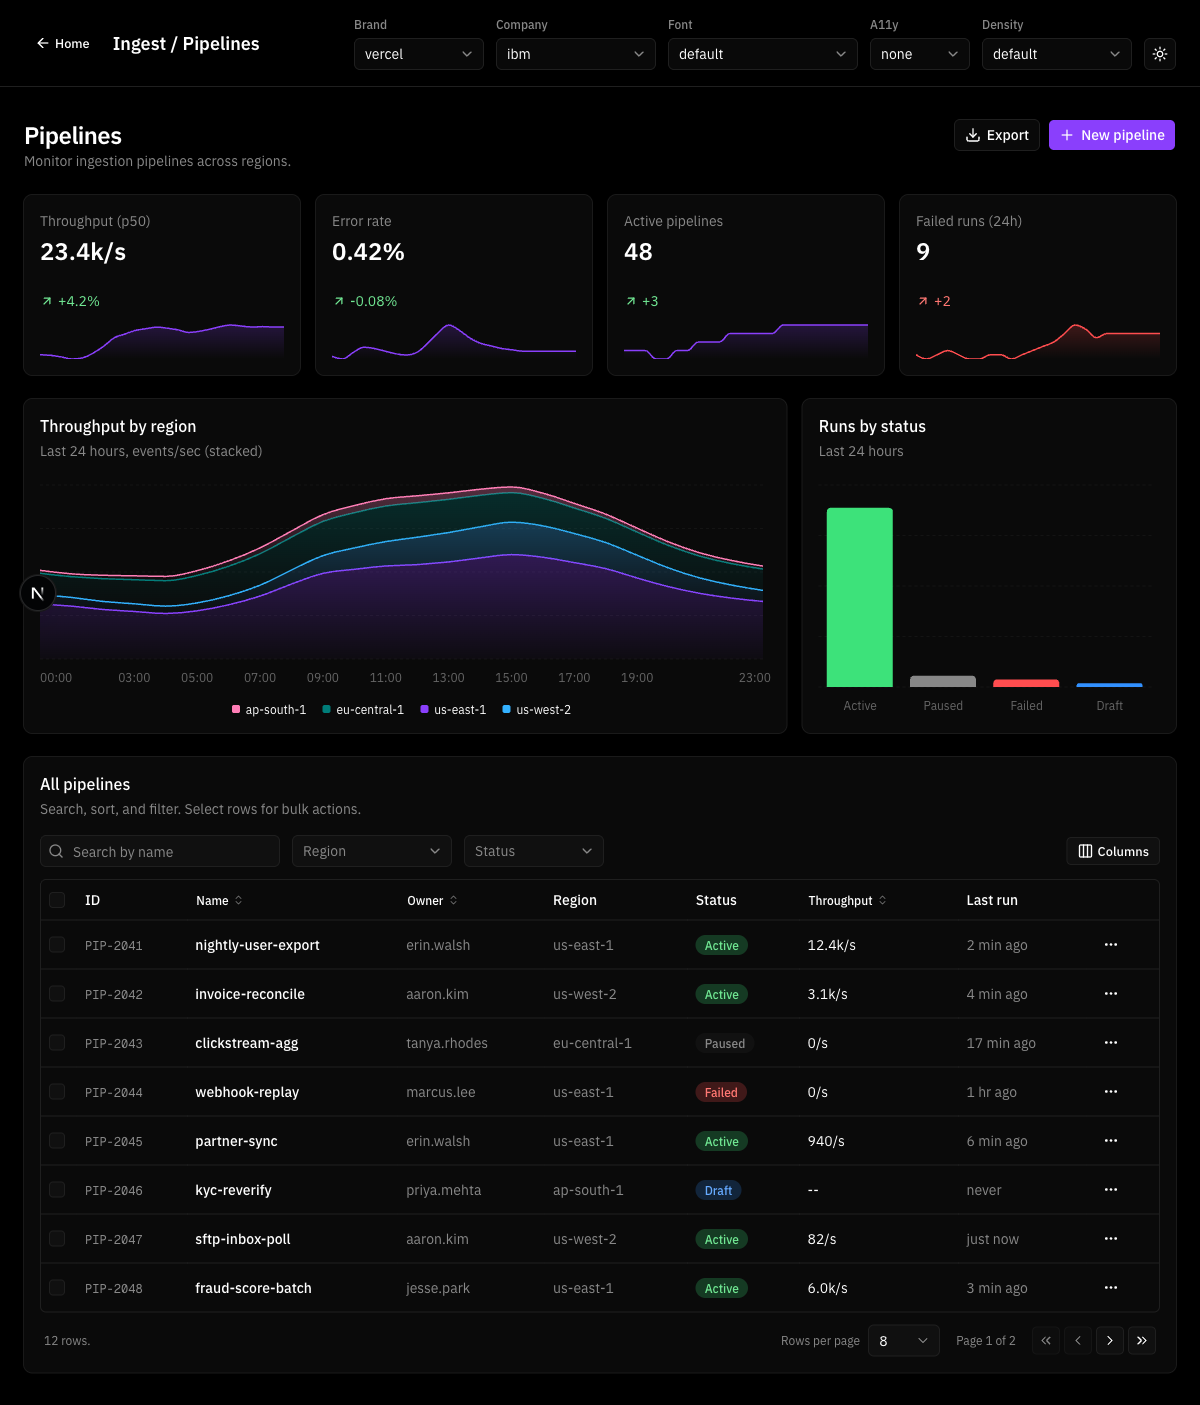 Home
Ingest / Pipelines
Brand
Company
Font
A11y
Density
vercel
ibm
default
none
default
Pipelines
Monitor ingestion pipelines across regions.
Export
New pipeline
Throughput (p50)
23.4k/s
+4.2%
Error rate
0.42%
-0.08%
Active pipelines
48
+3
Failed runs (24h)
9
+2
Throughput by region
Last 24 hours, events/sec (stacked)
N
00:00 03:00 05:00 07:00 09:00 11:00 13:00 15:00 17:00 19:00 23:00
ap-south-1 eu-central-1 us-east-1 us-west-2
Runs by status
Last 24 hours
Active Paused Failed Draft
All pipelines
Search, sort, and filter. Select rows for bulk actions.
Search by name
Region
Status
Columns
ID Name Owner Region Status Throughput Last run
PIP-2041 nightly-user-export erin.walsh us-east-1 Active 12.4k/s 2 min ago
PIP-2042 invoice-reconcile aaron.kim us-west-2 Active 3.1k/s 4 min ago
PIP-2043 clickstream-agg tanya.rhodes eu-central-1 Paused 0/s 17 min ago
PIP-2044 webhook-replay marcus.lee us-east-1 Failed 0/s 1 hr ago
PIP-2045 partner-sync erin.walsh us-east-1 Active 940/s 6 min ago
PIP-2046 kyc-reverify priya.mehta ap-south-1 Draft -- never
PIP-2047 sftp-inbox-poll aaron.kim us-west-2 Active 82/s just now
PIP-2048 fraud-score-batch jesse.park us-east-1 Active 6.0k/s 3 min ago
12 rows.
Rows per page 8
Page 1 of 2